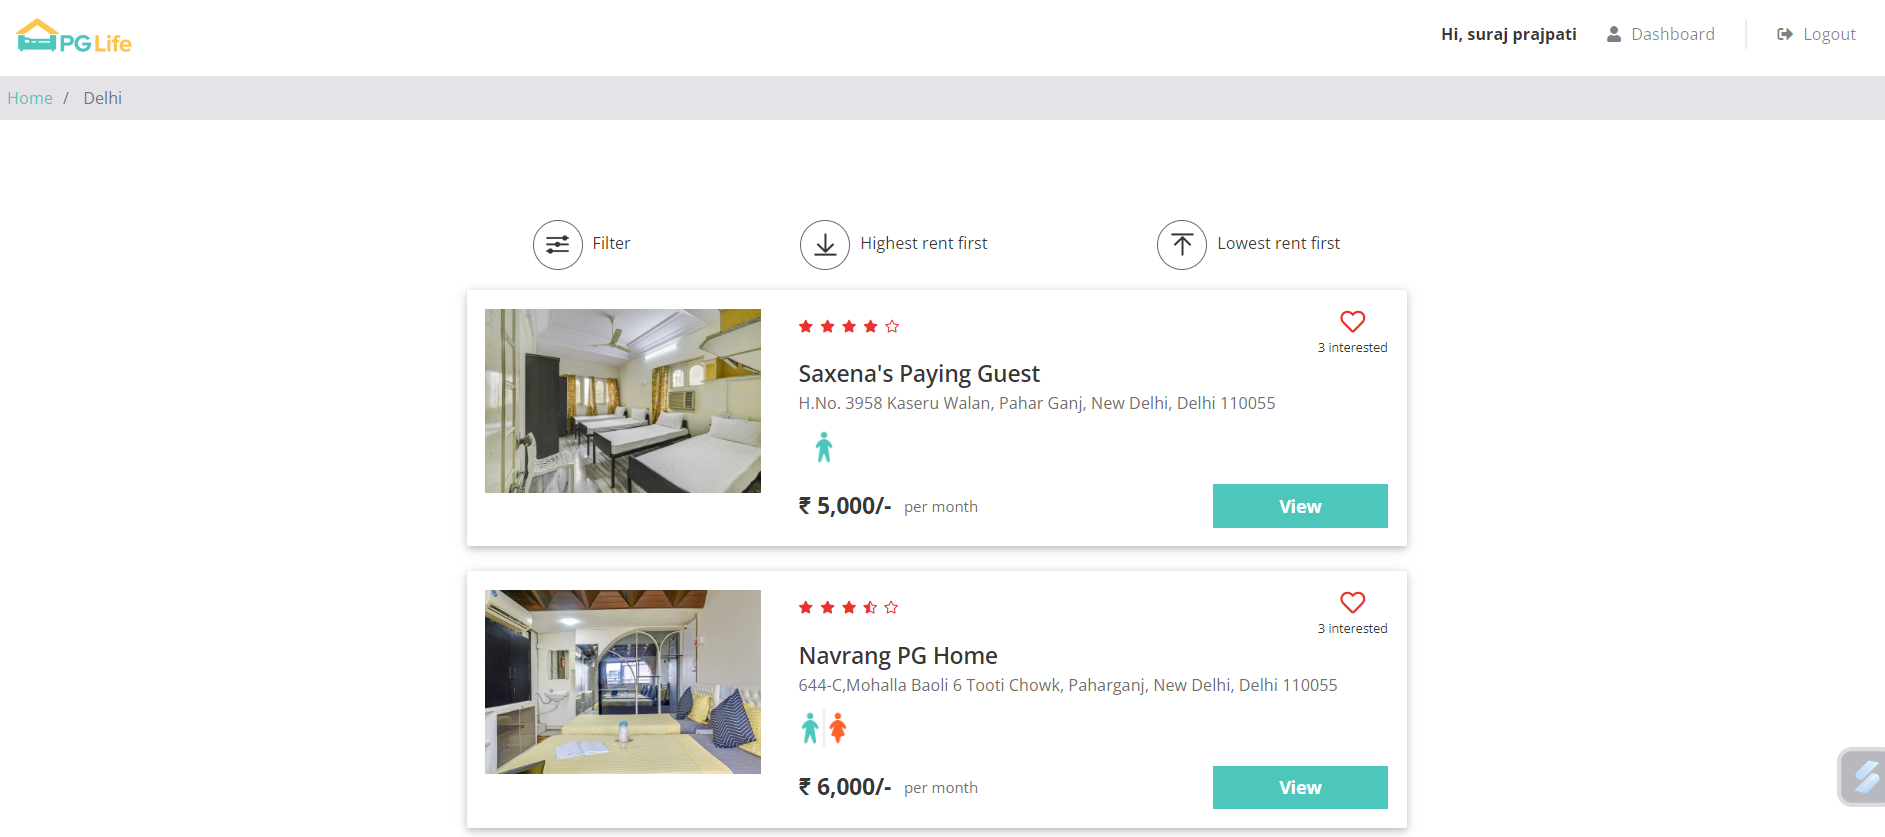 PG Life
Hi, suraj prajpati
Dashboard
Logout
Home / Delhi
Filter
Highest rent first
Lowest rent first
3 interested
Saxena's Paying Guest
H.No. 3958 Kaseru Walan, Pahar Ganj, New Delhi, Delhi 110055
₹ 5,000/- per month
View
3 interested
Navrang PG Home
644-C,Mohalla Baoli 6 Tooti Chowk, Paharganj, New Delhi, Delhi 110055
₹ 6,000/- per month
View